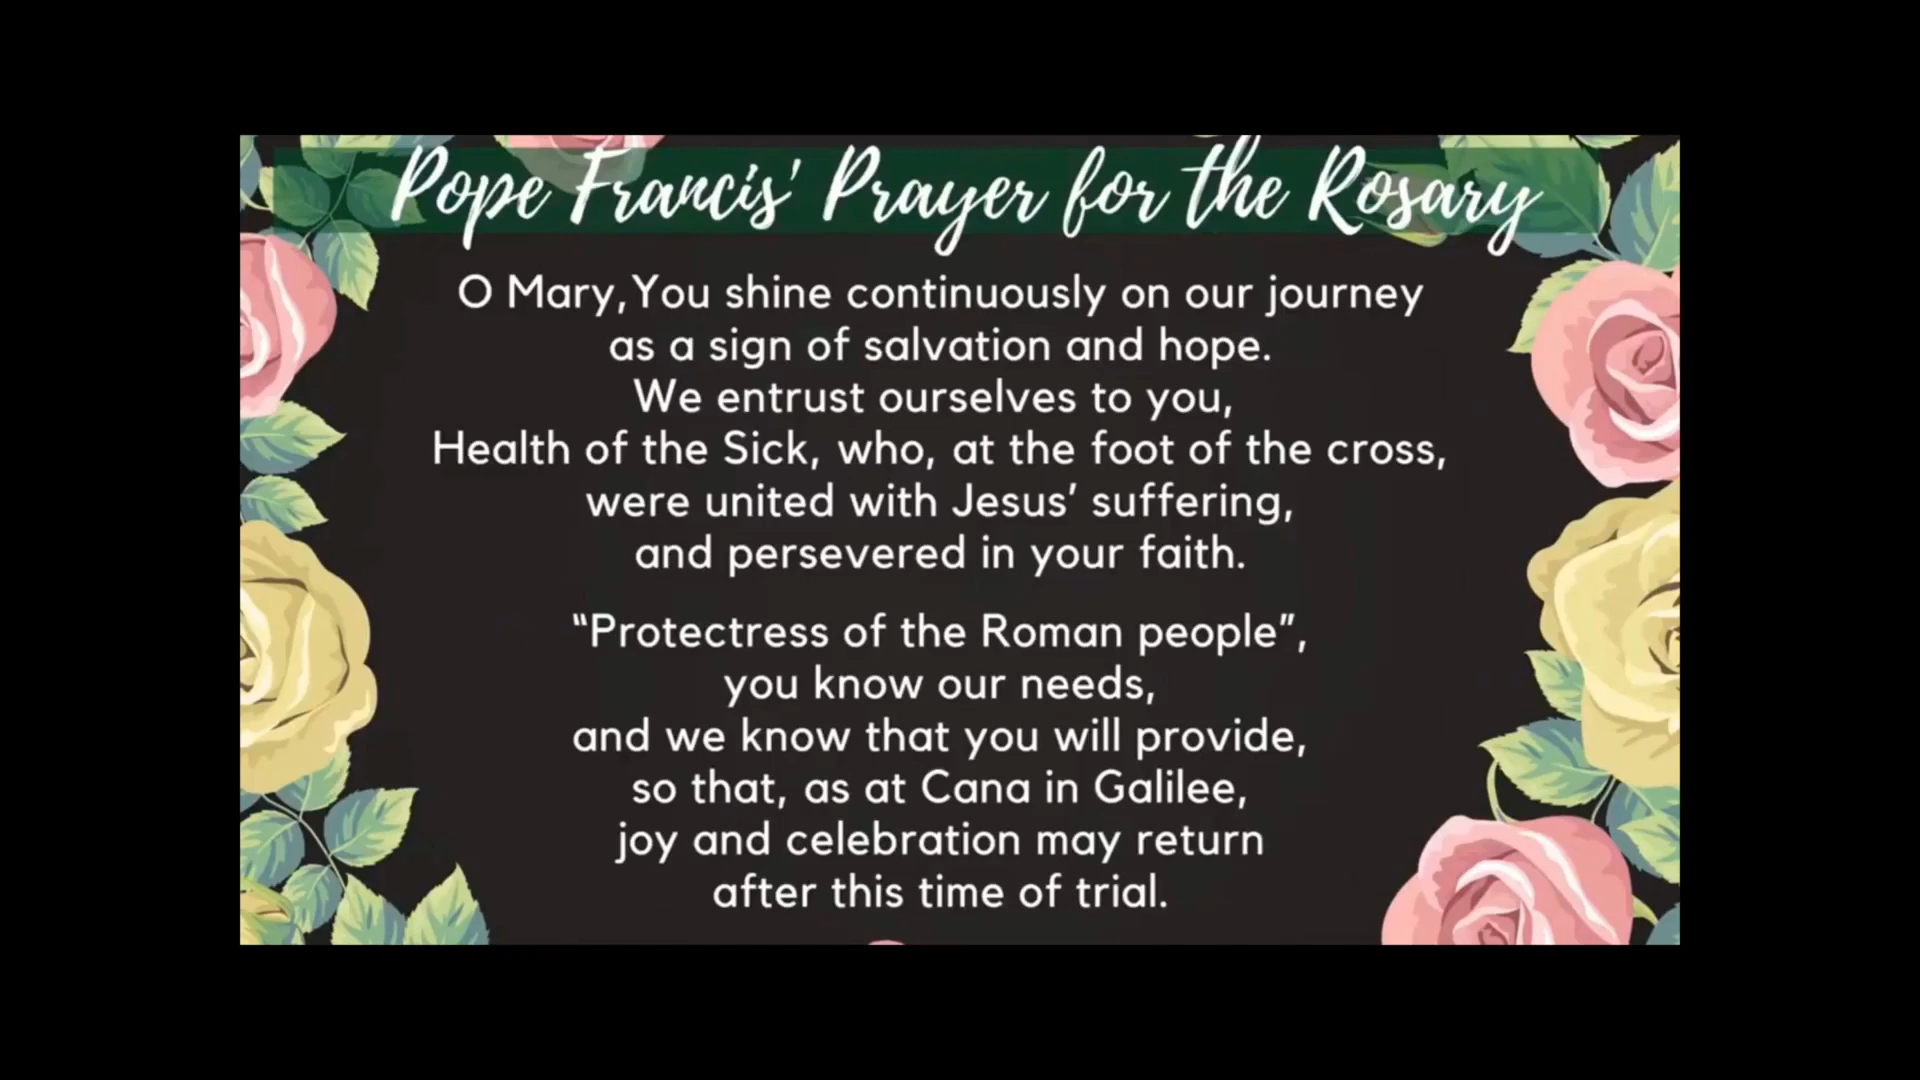 Pope Francis' Prayer for the Rosary
O Mary,You shine continuously on our journey
as a sign of salvation and hope.
We entrust ourselves to you,
Health of the Sick, who, at the foot of the cross,
were united with Jesus’ suffering,
and persevered in your faith.
“Protectress of the Roman people”,
you know our needs,
and we know that you will provide,
so that, as at Cana in Galilee,
joy and celebration may return
after this time of trial.